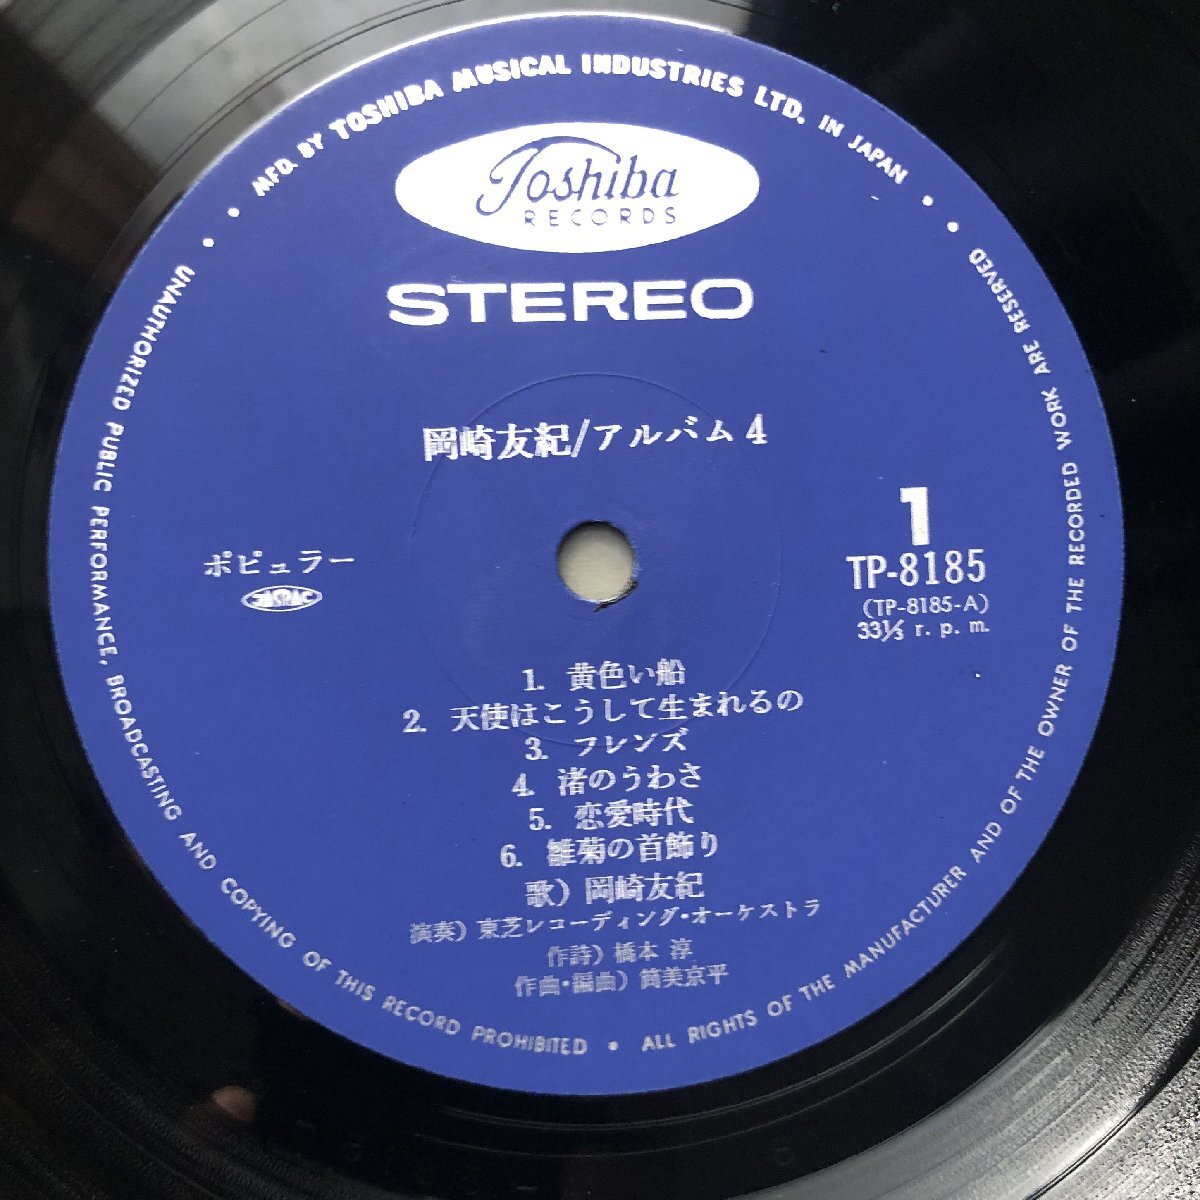 MFD. BY TOSHIBA MUSICAL INDUSTRIES LTD. IN JAPAN
Toshiba
RECORDS
STEREO
岡崎友紀/アルバム4
1
TP-8185
(TP-8185-A)
33⅓ r. p. m.
ポピュラー
JASRAC
1. 黄色い船
2. 天使はこうして生まれるの
3. フレンズ
4. 渚のうわさ
5. 恋愛時代
6. 雛菊の首飾り
歌) 岡崎友紀
演奏) 東芝レコーディング・オーケストラ
作詩) 橋本 淳
作曲・編曲) 筒美京平
UNAUTHORIZED PUBLIC PERFORMANCE, BROADCASTING AND COPYING OF THIS RECORD PROHIBITED • ALL RIGHTS OF THE MANUFACTURER AND OF THE OWNER OF THE RECORDED WORK ARE RESERVED